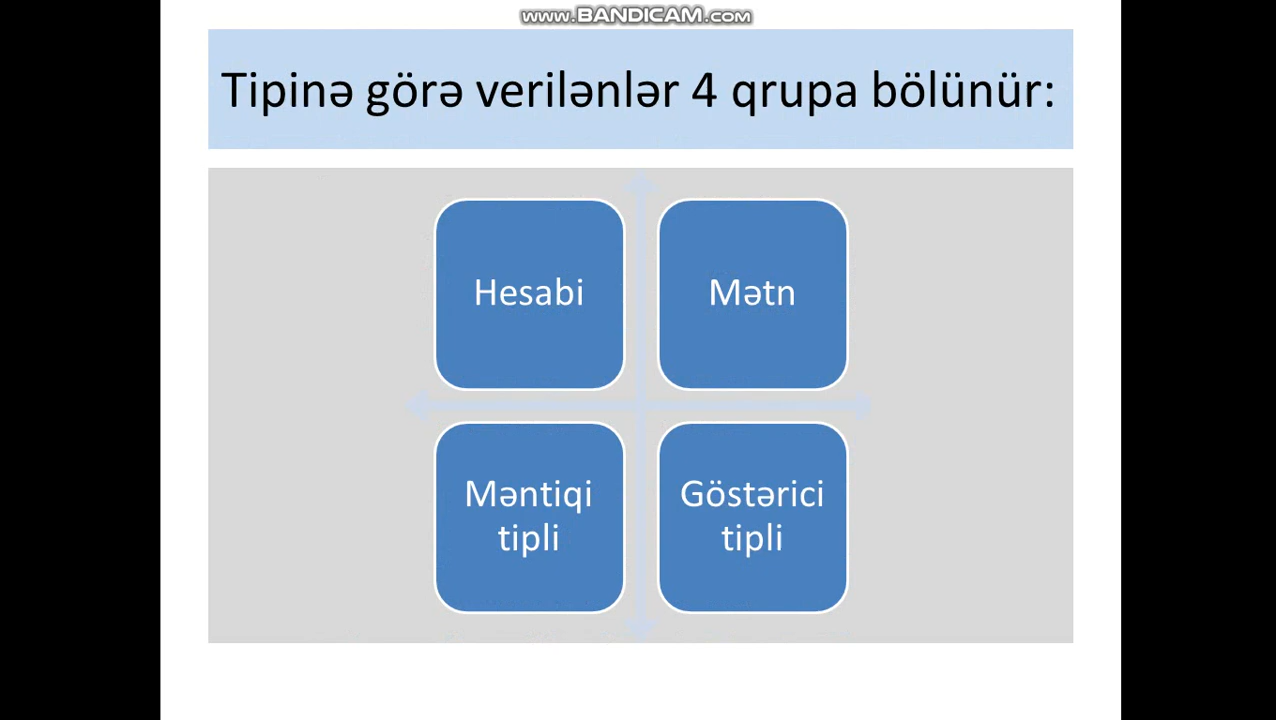 www.BANDICAM.com
Tipinə görə verilənlər 4 qrupa bölünür:
Hesabi
Mətn
Məntiqi
tipli
Göstərici
tipli